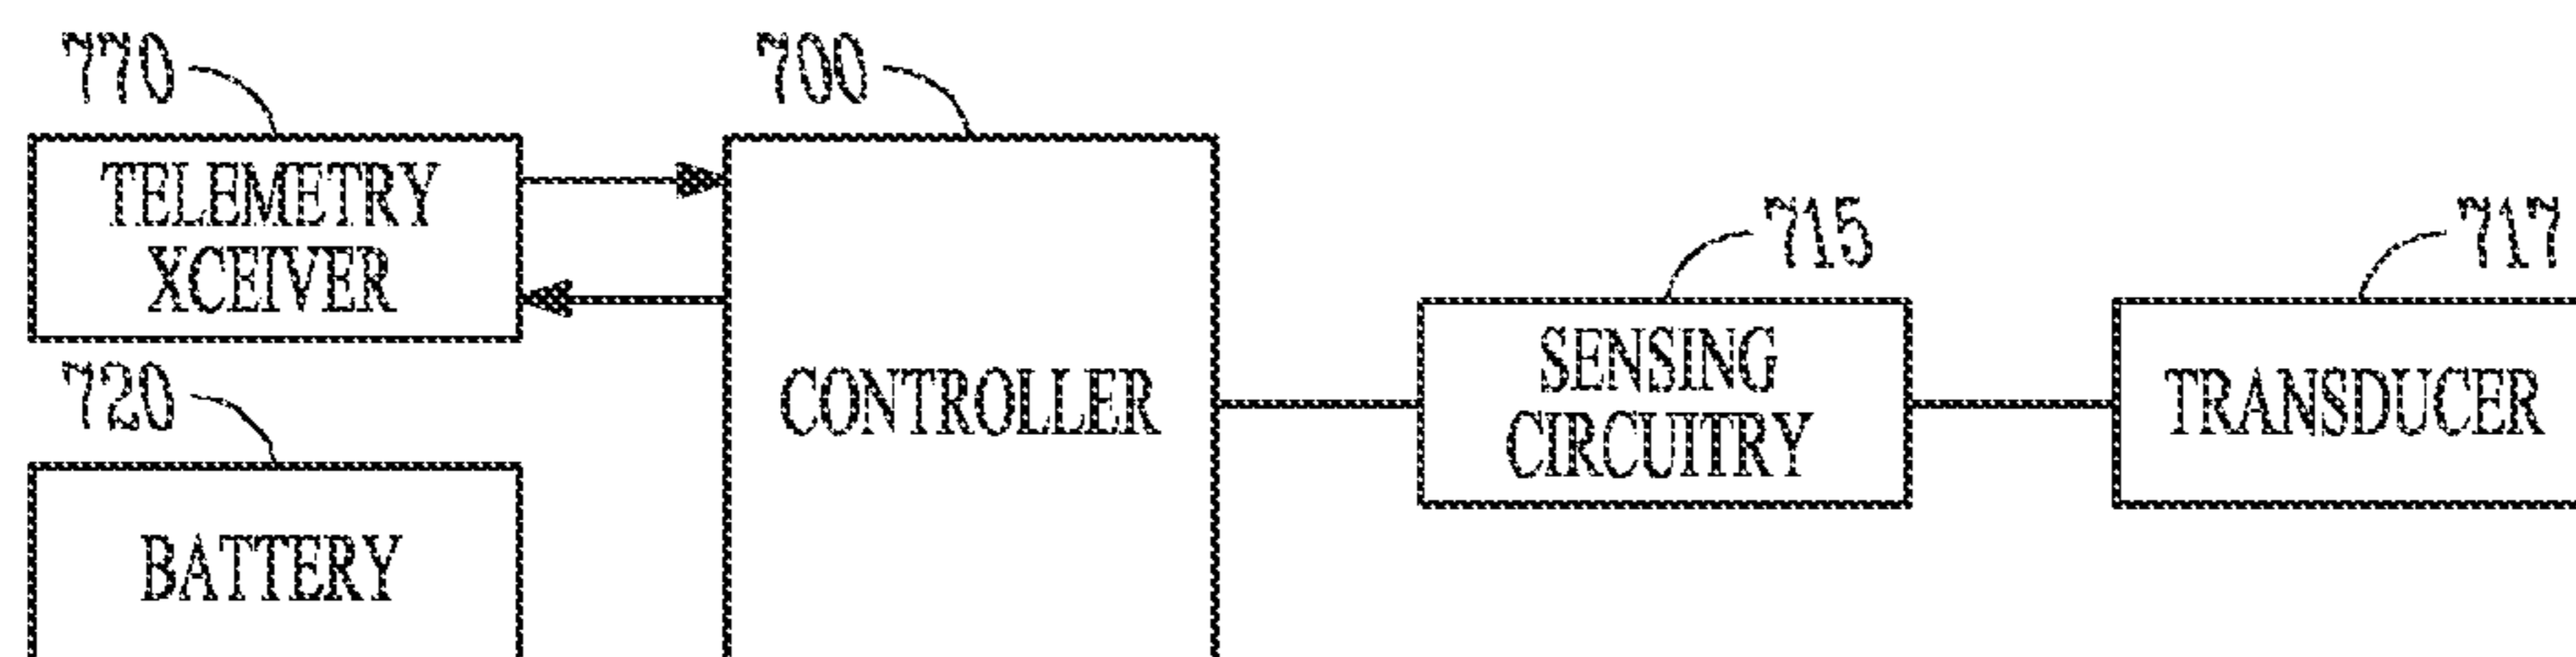 770
TELEMETRY
XCEIVER
700
CONTROLLER
715
SENSING
CIRCUITRY
717
TRANSDUCER
720
BATTERY